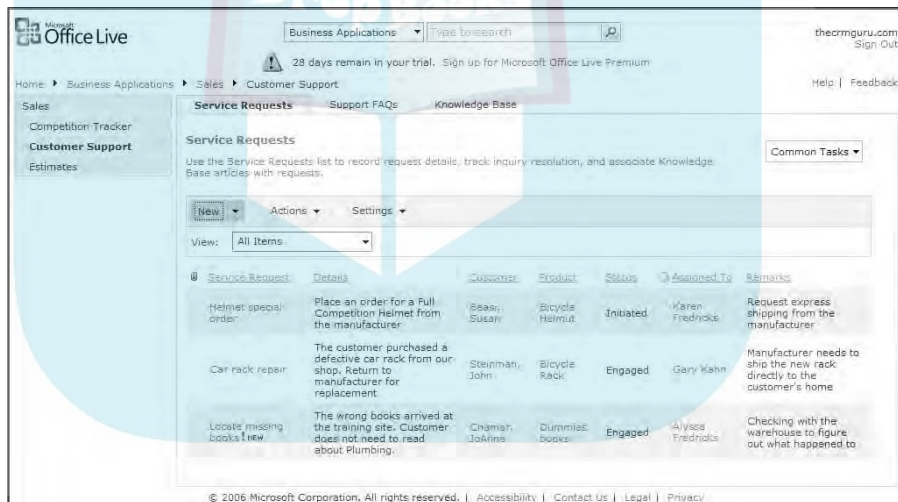 Microsoft
Office Live
Business Applications
Type to search
thecrmguru.com
Sign Out
28 days remain in your trial. Sign up for Microsoft Office Live Premium
Home Business Applications Sales Customer Support
Help | Feedback
Sales
Competition Tracker
Customer Support
Estimates
Service Requests Support FAQs Knowledge Base
Service Requests
Use the Service Requests list to record request details, track inquiry resolution, and associate Knowledge
Base articles with requests.
Common Tasks
New Actions Settings
View: All Items
Service Request Details Customer Product Status Assigned To Remarks
Helmet special
order
Place an order for a Full
Competition Helmet from
the manufacturer
Susan
Bicycle
Helmut
Initiated
Karen
Fredricks
Request express
shipping from the
manufacturer
Car rack repair
The customer purchased a
defective car rack from our
shop. Return to
manufacturer for
replacement
Steinman,
John
Bicycle
Rack
Engaged
Gary Kahn
Manufacturer needs to
ship the new rack
directly to the
customer's home
Locate missing
books ! NEW
The wrong books arrived at
the training site. Customer
does not need to read
about Plumbing.
JoAnne
Dummies
books
Engaged
Alyssa
Fredricks
Checking with the
warehouse to figure
out what happened to
© 2006 Microsoft Corporation. All rights reserved. | Accessibility | Contact Us | Legal | Privacy